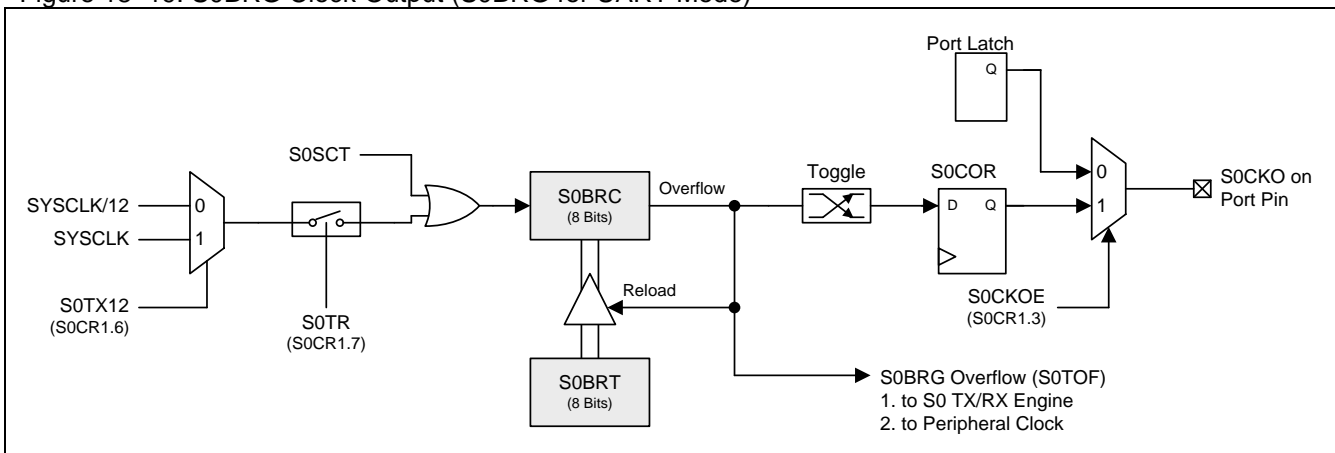 Figure S0BRG Clock Output (S0BRG for UART Mode)
Port Latch
Q
S0SCT
Toggle
S0COR
SYSCLK/12
0
SYSCLK
1
S0BRC
(8 Bits)
Overflow
D Q
0
1
S0CKO on
Port Pin
S0TX12
(S0CR1.6)
S0TR
(S0CR1.7)
Reload
S0CKOE
(S0CR1.3)
S0BRT
(8 Bits)
S0BRG Overflow (S0TOF)
1. to S0 TX/RX Engine
2. to Peripheral Clock